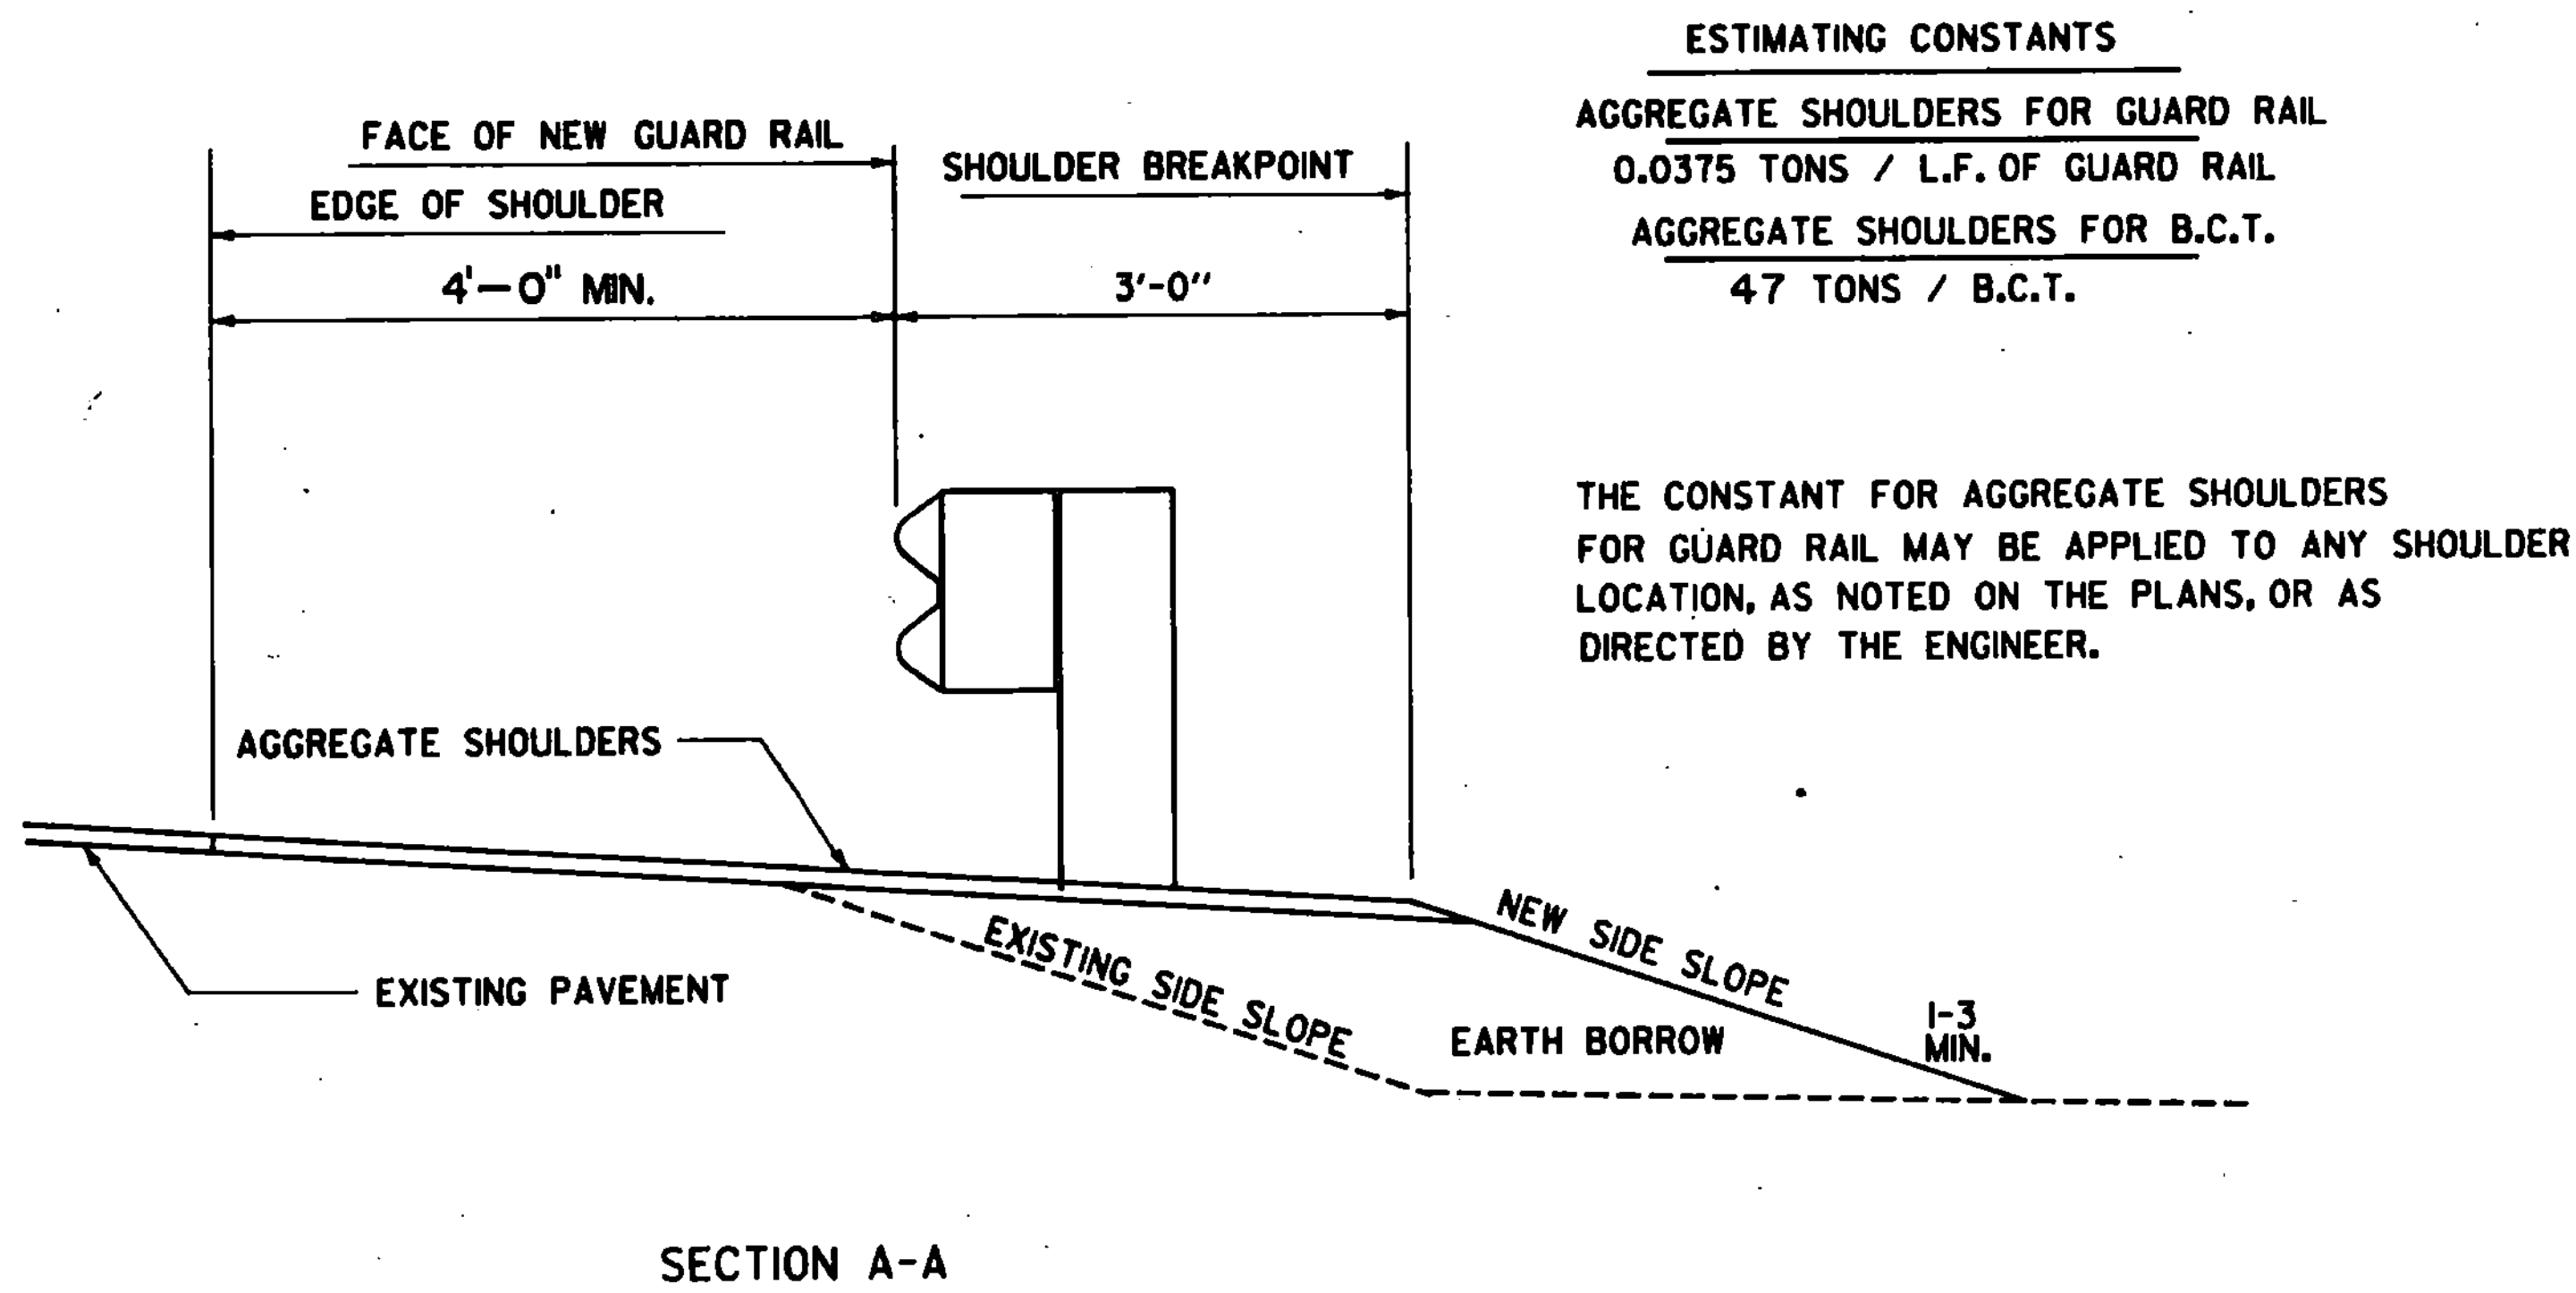 ESTIMATING CONSTANTS
AGGREGATE SHOULDERS FOR GUARD RAIL
0.0375 TONS / L.F. OF GUARD RAIL
AGGREGATE SHOULDERS FOR B.C.T.
47 TONS / B.C.T.
FACE OF NEW GUARD RAIL
SHOULDER BREAKPOINT
EDGE OF SHOULDER
4'-0" MIN.
3'-0"
THE CONSTANT FOR AGGREGATE SHOULDERS
FOR GUARD RAIL MAY BE APPLIED TO ANY SHOULDER
LOCATION, AS NOTED ON THE PLANS, OR AS
DIRECTED BY THE ENGINEER.
AGGREGATE SHOULDERS
EXISTING PAVEMENT
EXISTING SIDE SLOPE
NEW SIDE SLOPE
EARTH BORROW
1-3
MIN.
SECTION A-A